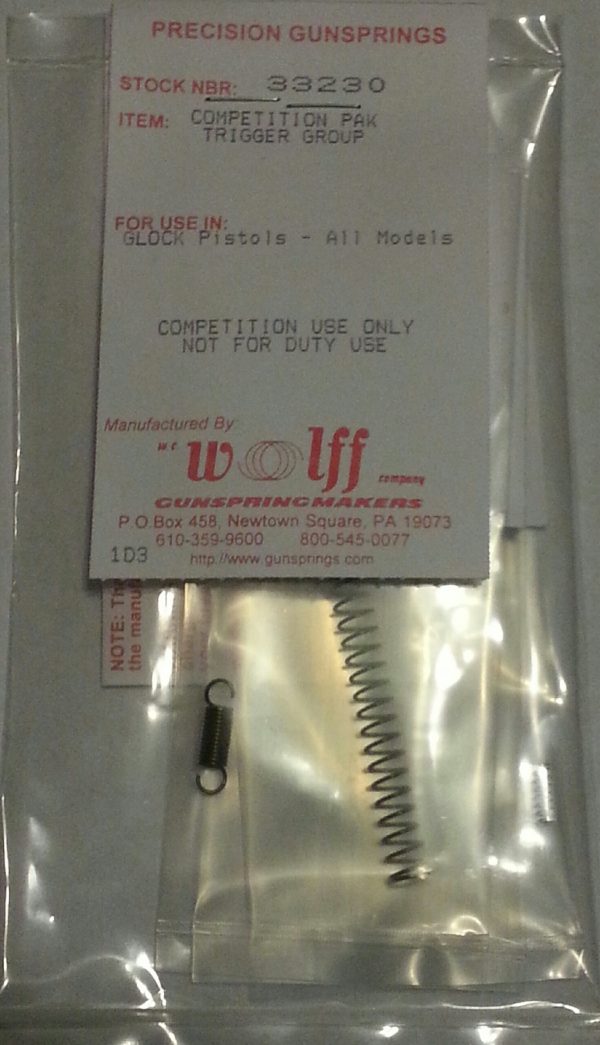 PRECISION GUNSPRINGS
STOCK NBR: 33230
ITEM: COMPETITION PAK
TRIGGER GROUP
FOR USE IN:
GLOCK Pistols - All Models
COMPETITION USE ONLY
NOT FOR DUTY USE
Manufactured By:
W.C. Wolff company
GUNSPRINGMAKERS
P.O.Box 458, Newtown Square, PA 19073
610-359-9600 800-545-0077
1D3 http://www.gunsprings.com
NOTE:
the